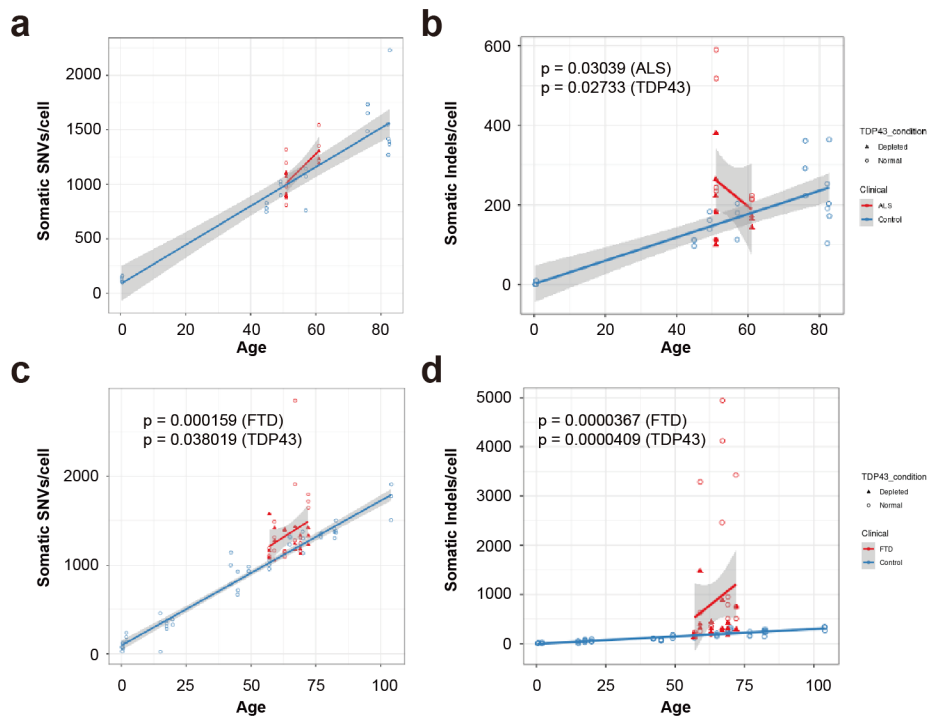 a
Somatic SNVs/cell
2000
1500
1000
500
0
0
20
40
60
80
Age
b
Somatic Indels/cell
600
400
200
0
p = 0.03039 (ALS)
p = 0.02733 (TDP43)
0
20
40
60
80
Age
TDP43_condition
Depleted
Normal
Clinical
ALS
Control
c
Somatic SNVs/cell
2000
1000
0
p = 0.000159 (FTD)
p = 0.038019 (TDP43)
0
25
50
75
100
Age
d
Somatic Indels/cell
5000
4000
3000
2000
1000
0
p = 0.0000367 (FTD)
p = 0.0000409 (TDP43)
0
25
50
75
100
Age
TDP43_condition
Depleted
Normal
Clinical
FTD
Control